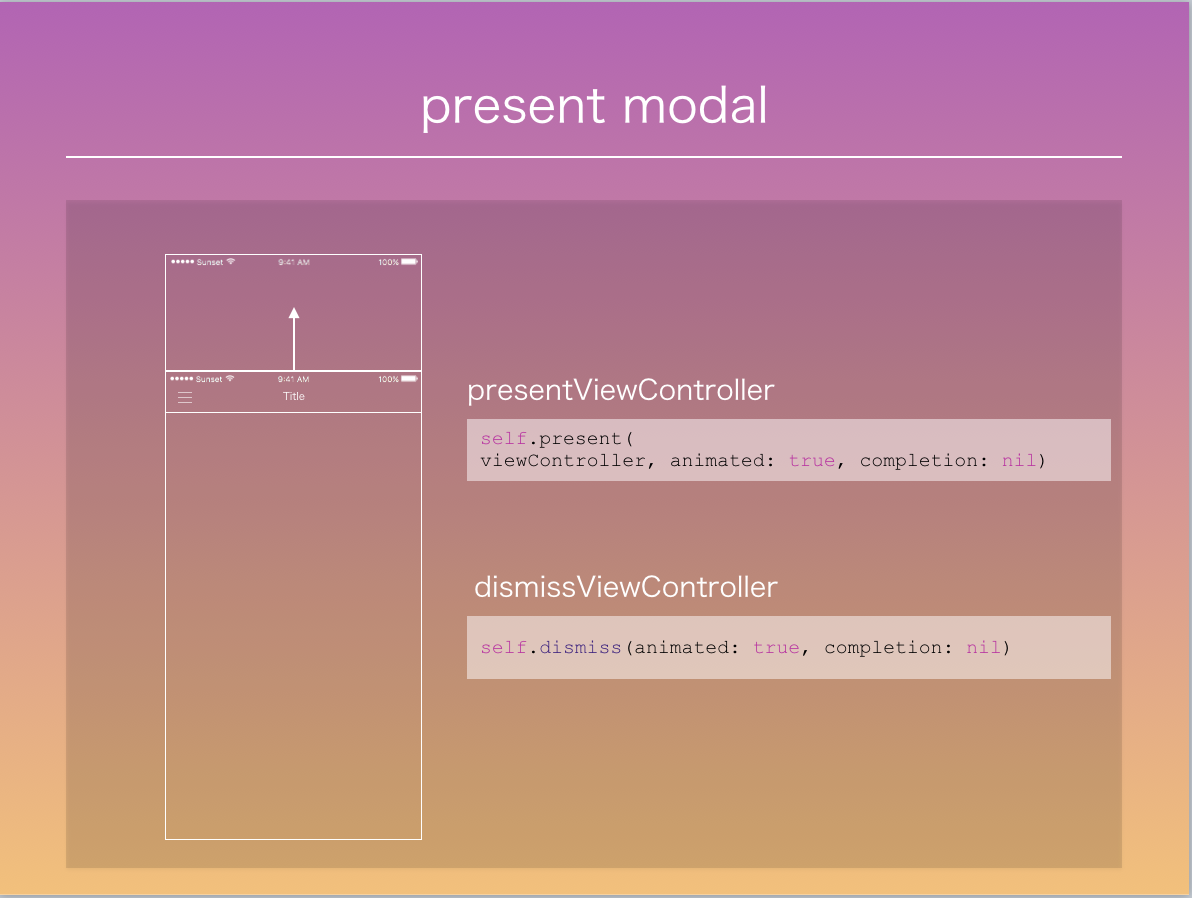 present modal
●●●●● Sunset 9:41 AM 100%
●●●●● Sunset 9:41 AM 100%
Title
presentViewController
self.present(
viewController, animated: true, completion: nil)
dismissViewController
self.dismiss(animated: true, completion: nil)